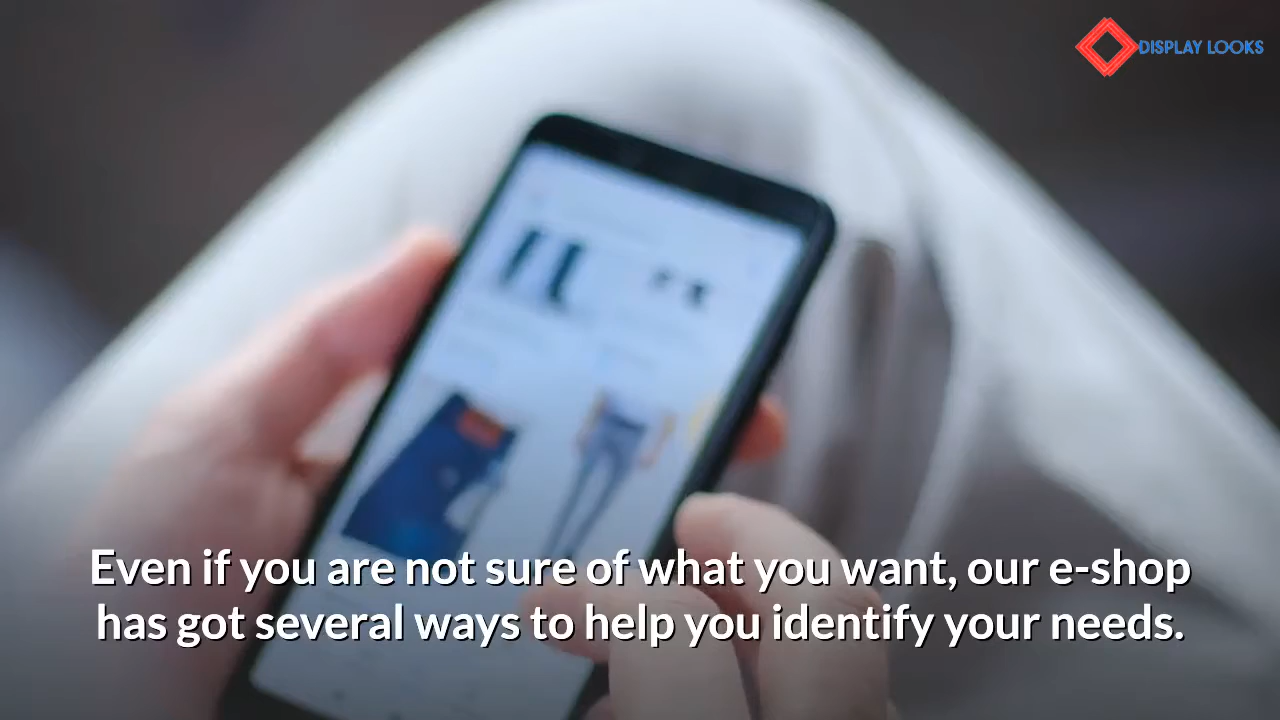 DISPLAY LOOKS
Even if you are not sure of what you want, our e-shop
has got several ways to help you identify your needs.